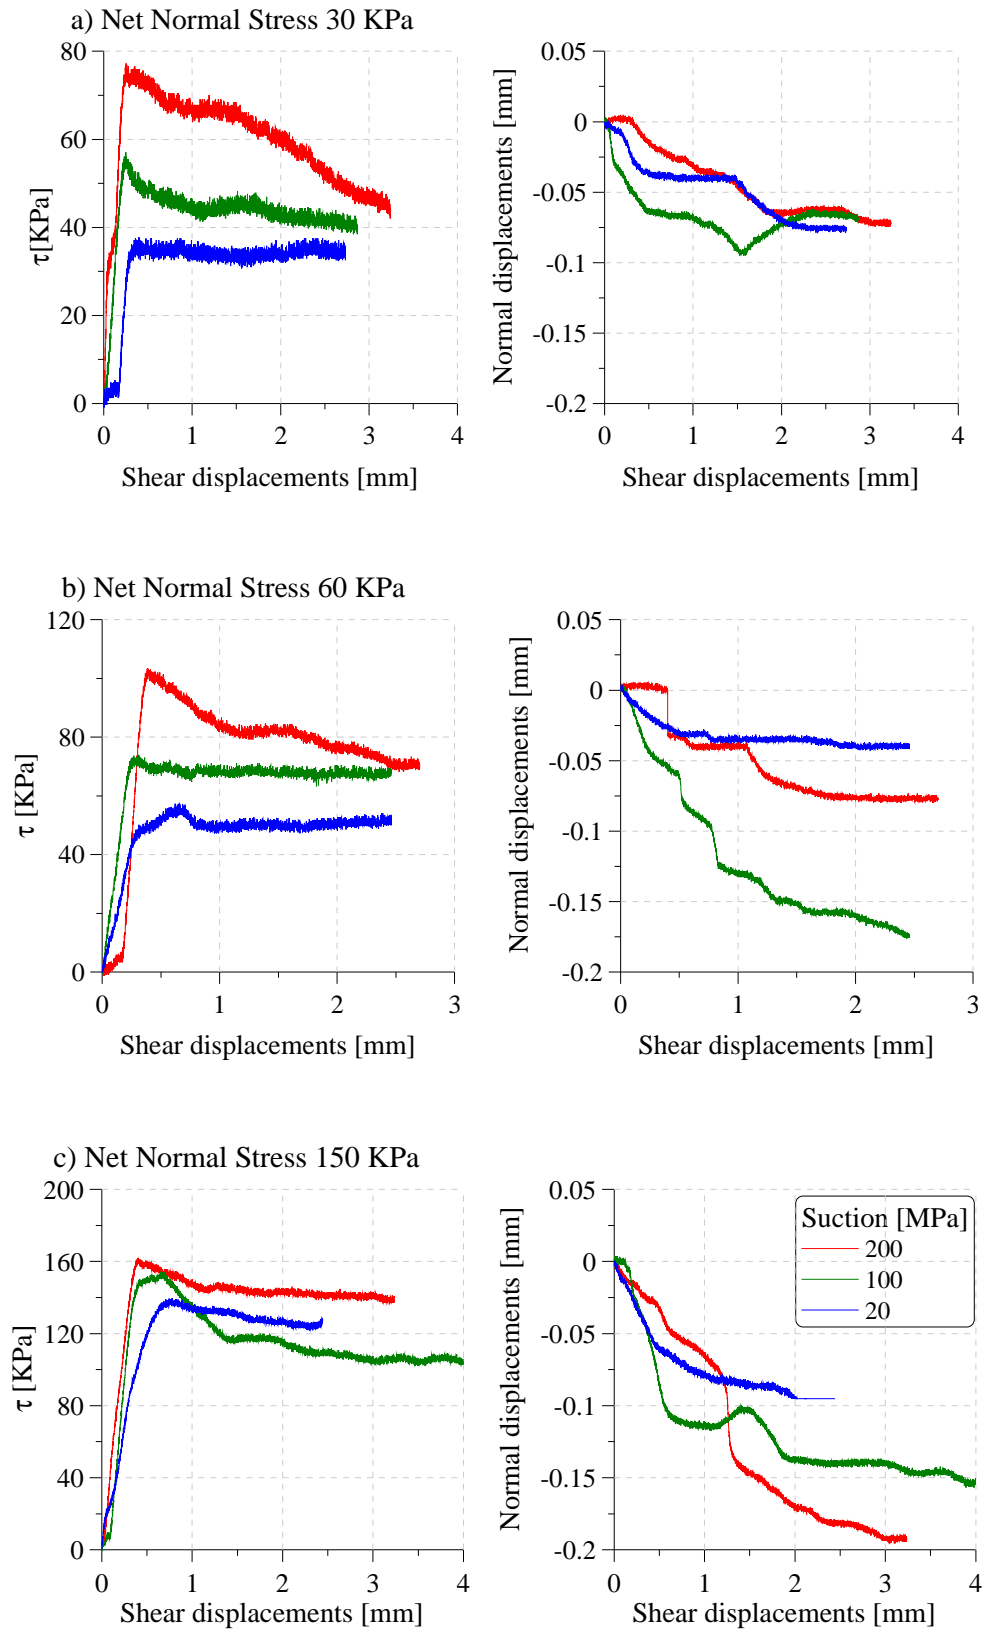 a) Net Normal Stress 30 KPa
80
60
40
20
0
τ[KPa]
0 1 2 3 4
Shear displacements [mm]
0.05
0
-0.05
-0.1
-0.15
-0.2
Normal displacements [mm]
0 1 2 3 4
Shear displacements [mm]
b) Net Normal Stress 60 KPa
120
80
40
0
τ [KPa]
0 1 2 3
Shear displacements [mm]
0.05
0
-0.05
-0.1
-0.15
-0.2
Normal displacements [mm]
0 1 2 3
Shear displacements [mm]
c) Net Normal Stress 150 KPa
200
160
120
80
40
0
τ [KPa]
0 1 2 3 4
Shear displacements [mm]
0.05
0
-0.05
-0.1
-0.15
-0.2
Normal displacements [mm]
Suction [MPa]
200
100
20
0 1 2 3 4
Shear displacements [mm]